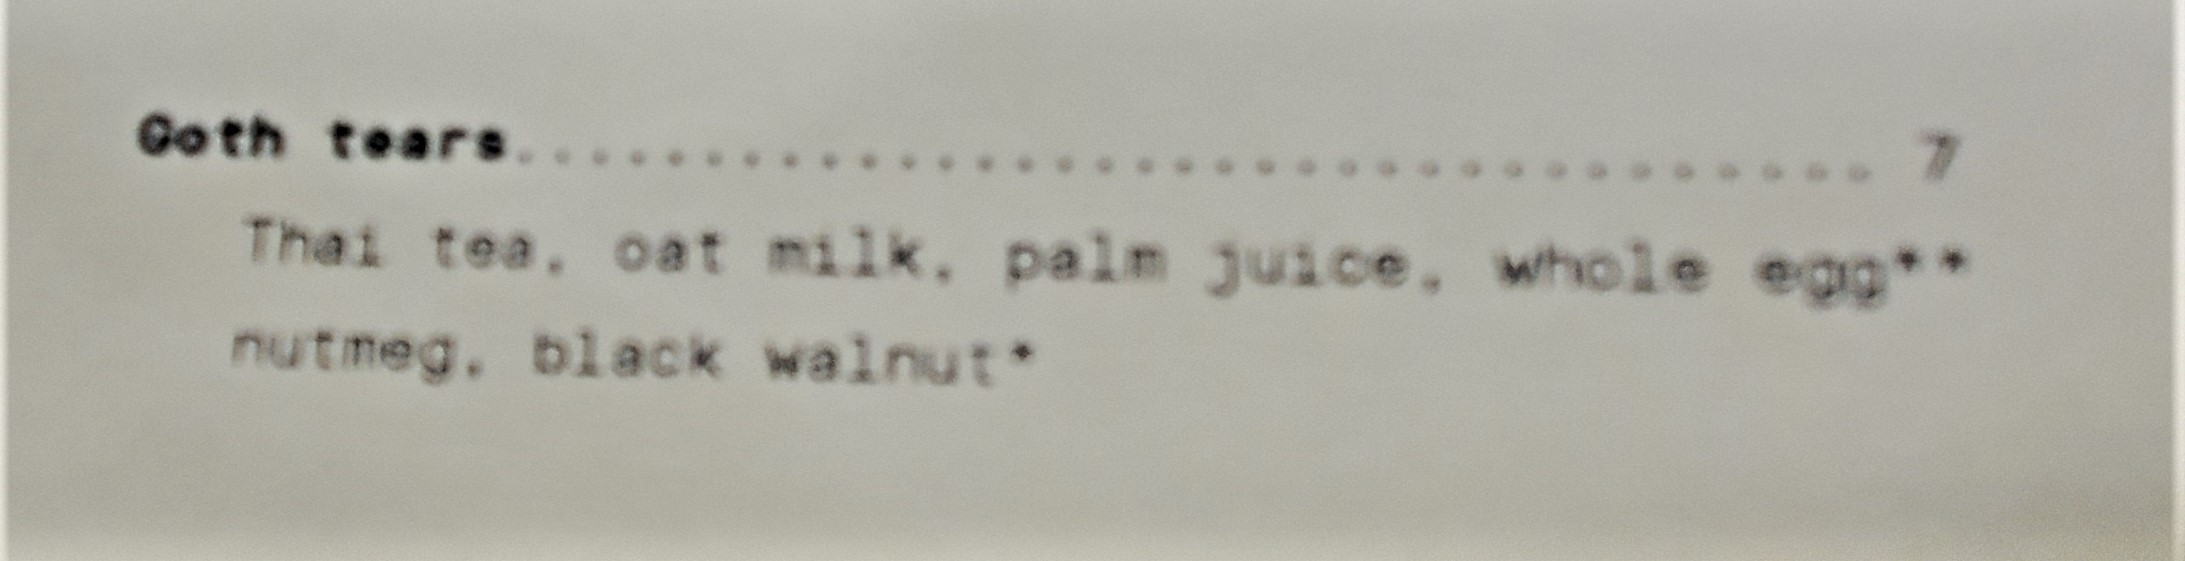 Goth tears................................... 7
Thai tea, oat milk, palm juice, whole egg**
nutmeg, black walnut*